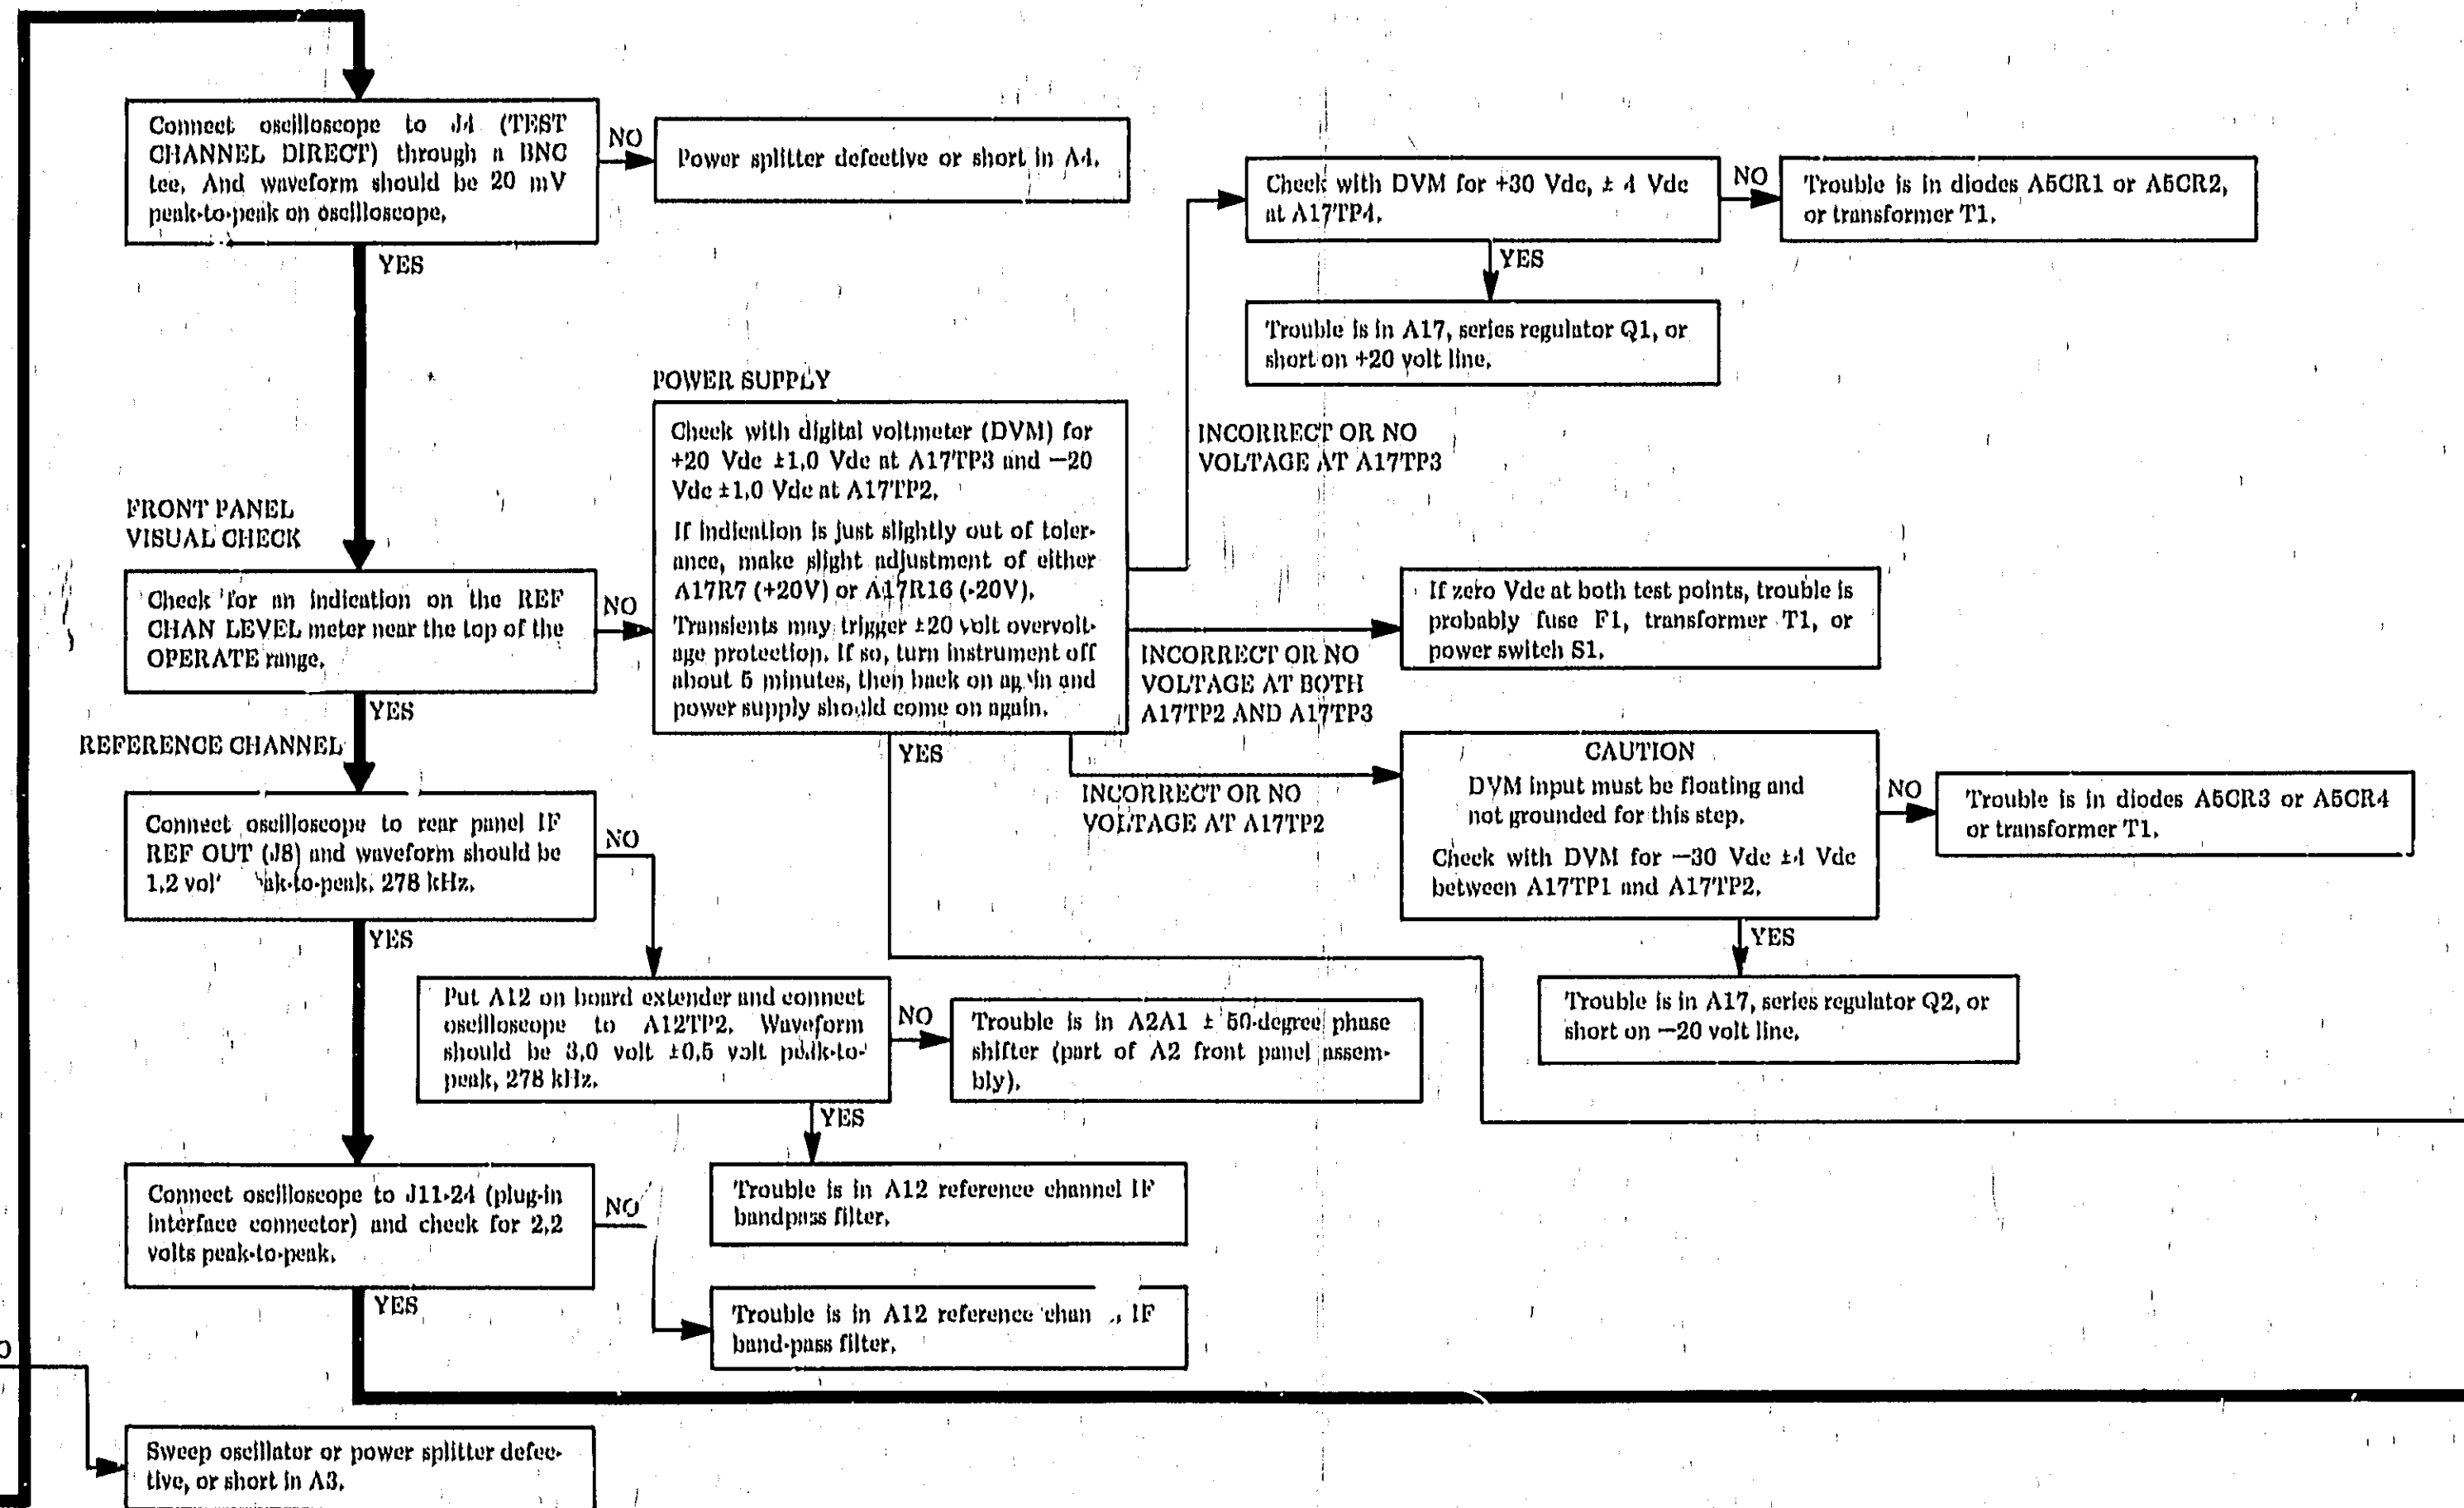 Connect oscilloscope to J4 (TEST
CHANNEL DIRECT) through a BNC
tee. And waveform should be 20 mV
peak-to-peak on oscilloscope.
NO
Power splitter defective or short in A4.
YES
Check with DVM for +30 Vdc, ± 4 Vdc
at A17TP4.
NO
Trouble is in diodes A5CR1 or A5CR2,
or transformer T1.
YES
Trouble is in A17, series regulator Q1, or
short on +20 volt line.
POWER SUPPLY
Check with digital voltmeter (DVM) for
+20 Vdc ±1.0 Vdc at A17TP3 and —20
Vdc ±1.0 Vdc at A17TP2.
If indication is just slightly out of toler-
ance, make slight adjustment of either
A17R7 (+20V) or A17R16 (-20V).
Transients may trigger ±20 volt overvolt-
age protection. If so, turn instrument off
about 5 minutes, then back on again and
power supply should come on again.
INCORRECT OR NO
VOLTAGE AT A17TP3
FRONT PANEL
VISUAL CHECK
Check for an indication on the REF
CHAN LEVEL meter near the top of the
OPERATE range.
NO
YES
If zero Vdc at both test points, trouble is
probably fuse F1, transformer T1, or
power switch S1.
INCORRECT OR NO
VOLTAGE AT BOTH
A17TP2 AND A17TP3
YES
INCORRECT OR NO
VOLTAGE AT A17TP2
CAUTION
DVM input must be floating and
not grounded for this step.
Check with DVM for —30 Vdc ±4 Vdc
between A17TP1 and A17TP2.
NO
Trouble is in diodes A5CR3 or A5CR4
or transformer T1.
YES
Trouble is in A17, series regulator Q2, or
short on —20 volt line.
REFERENCE CHANNEL
Connect oscilloscope to rear panel IF
REF OUT (J8) and waveform should be
1.2 278 kHz.
NO
YES
Put A12 on board extender and connect
oscilloscope to A12TP2. Waveform
should be 3.0 volt ±0.5 volt peak-to-
peak, 278 kHz.
NO
Trouble is in A2A1 ± 50-degree phase
shifter (part of A2 front panel assem-
bly).
YES
Trouble is in A12 reference channel IF
bandpass filter.
Connect oscilloscope to J11-24 (plug-in
interface connector) and check for 2.2
volts peak-to-peak.
NO
YES
Trouble is in A12 reference IF
band-pass filter.
Sweep oscillator or power splitter defec-
tive, or short in A3.